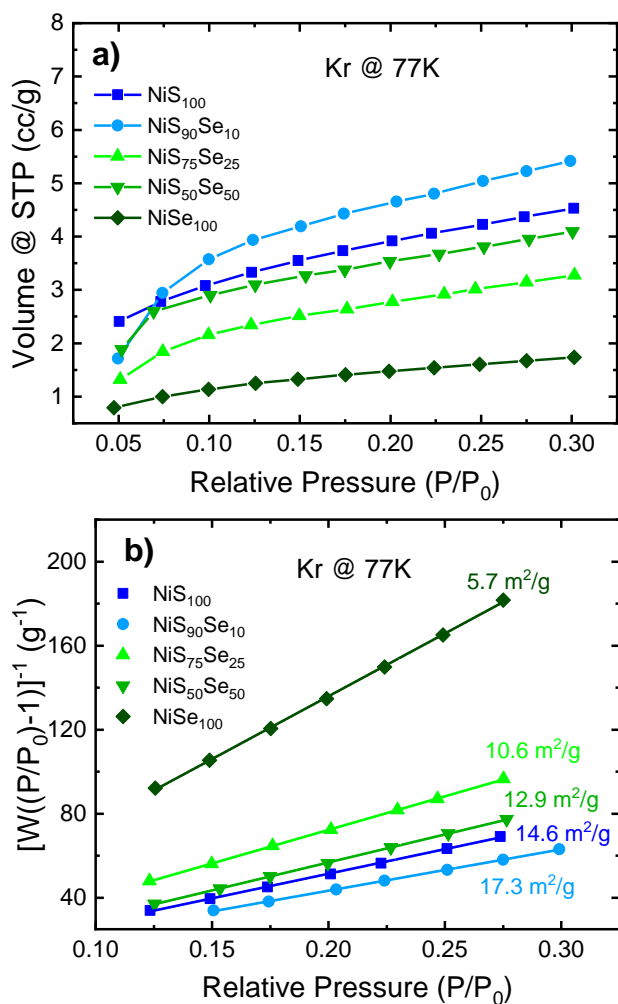 a)
Kr @ 77K
NiS₁₀₀
NiS₉₀Se₁₀
NiS₇₅Se₂₅
NiS₅₀Se₅₀
NiSe₁₀₀
Volume @ STP (cc/g)
8
7
6
5
4
3
2
1
0.05 0.10 0.15 0.20 0.25 0.30
Relative Pressure (P/P₀)
b)
Kr @ 77K
NiS₁₀₀
NiS₉₀Se₁₀
NiS₇₅Se₂₅
NiS₅₀Se₅₀
NiSe₁₀₀
5.7 m²/g
10.6 m²/g
12.9 m²/g
14.6 m²/g
17.3 m²/g
[W((P/P₀)-1)]⁻¹ (g⁻¹)
200
160
120
80
40
0.10 0.15 0.20 0.25 0.30
Relative Pressure (P/P₀)